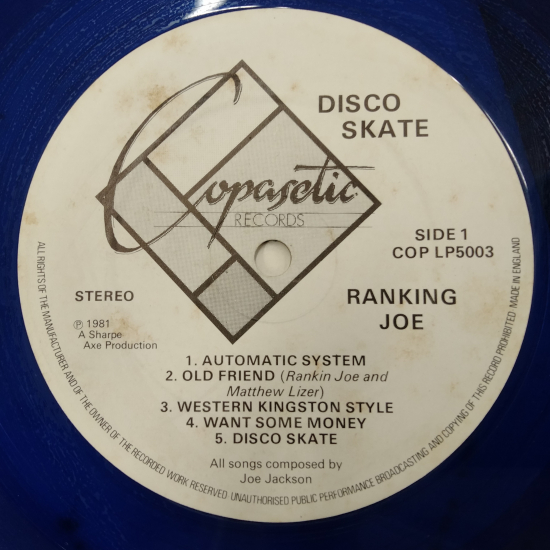 DISCO
SKATE
Copasetic
RECORDS
SIDE 1
COP LP5003
STEREO
RANKING
JOE
℗ 1981
A Sharpe
Axe Production
1. AUTOMATIC SYSTEM
2. OLD FRIEND (Rankin Joe and
Matthew Lizer)
3. WESTERN KINGSTON STYLE
4. WANT SOME MONEY
5. DISCO SKATE
All songs composed by
Joe Jackson
ALL RIGHTS OF THE MANUFACTURER AND OF THE OWNER OF THE RECORDED WORK RESERVED UNAUTHORISED PUBLIC PERFORMANCE BROADCASTING AND COPYING OF THIS RECORD PROHIBITED MADE IN ENGLAND